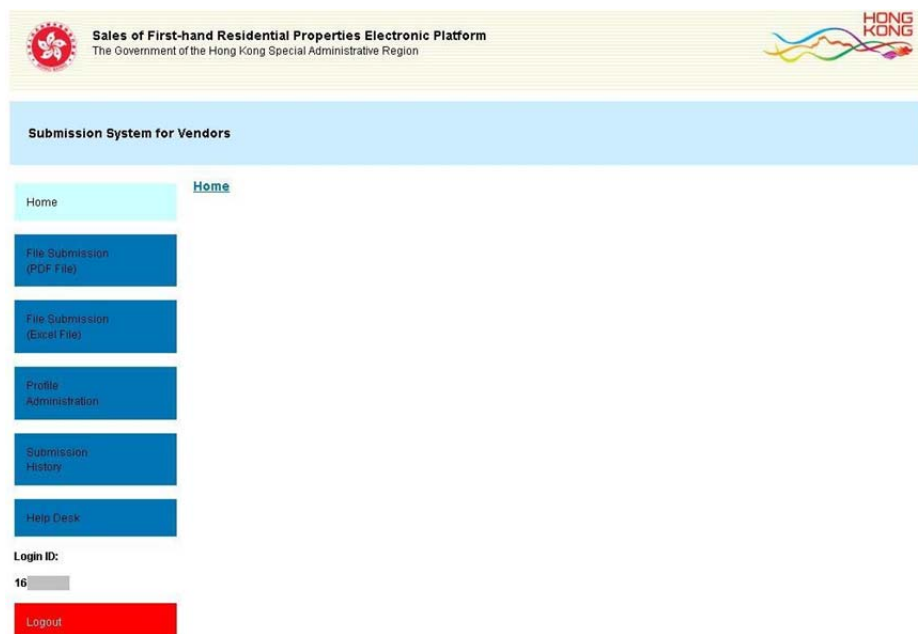 Sales of First-hand Residential Properties Electronic Platform
The Government of the Hong Kong Special Administrative Region
HONG
KONG
Submission System for Vendors
Home
Home
File Submission
(PDF File)
File Submission
(Excel File)
Profile
Administration
Submission
History
Help Desk
Login ID:
16
Logout